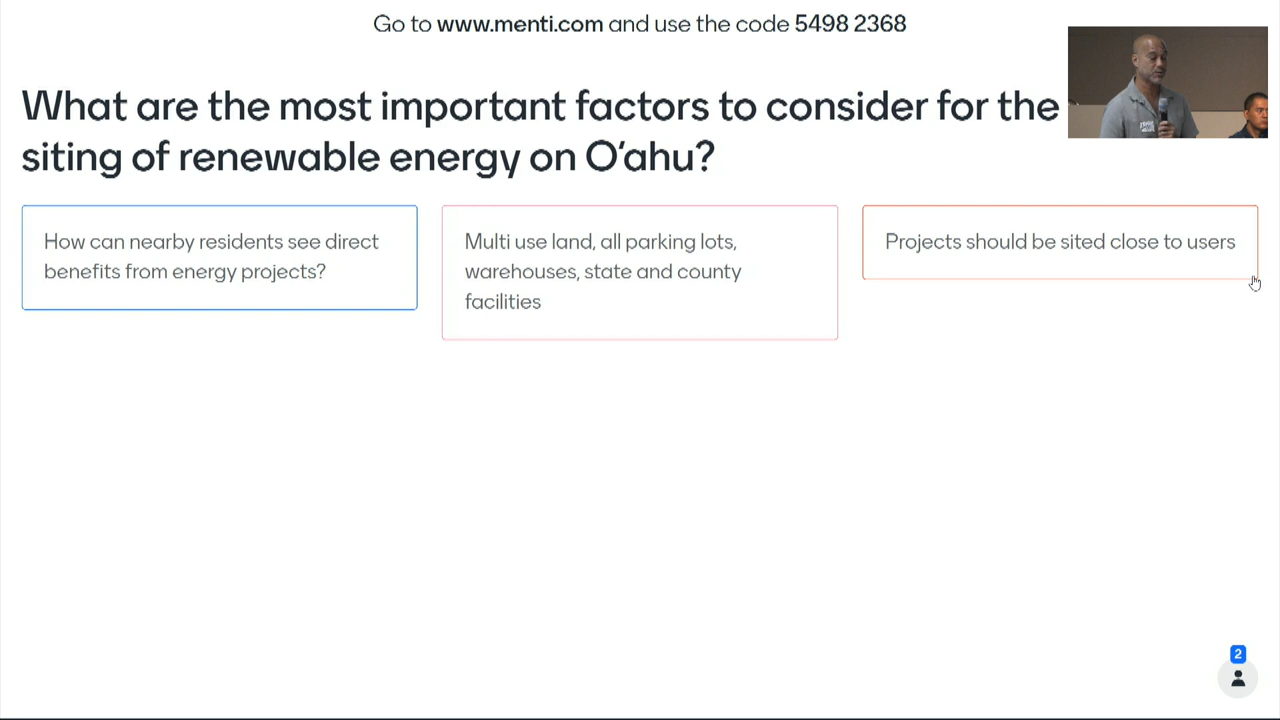 Go to www.menti.com and use the code 5498 2368
What are the most important factors to consider for the
siting of renewable energy on Oʻahu?
How can nearby residents see direct
benefits from energy projects?
Multi use land, all parking lots,
warehouses, state and county
facilities
Projects should be sited close to users
2